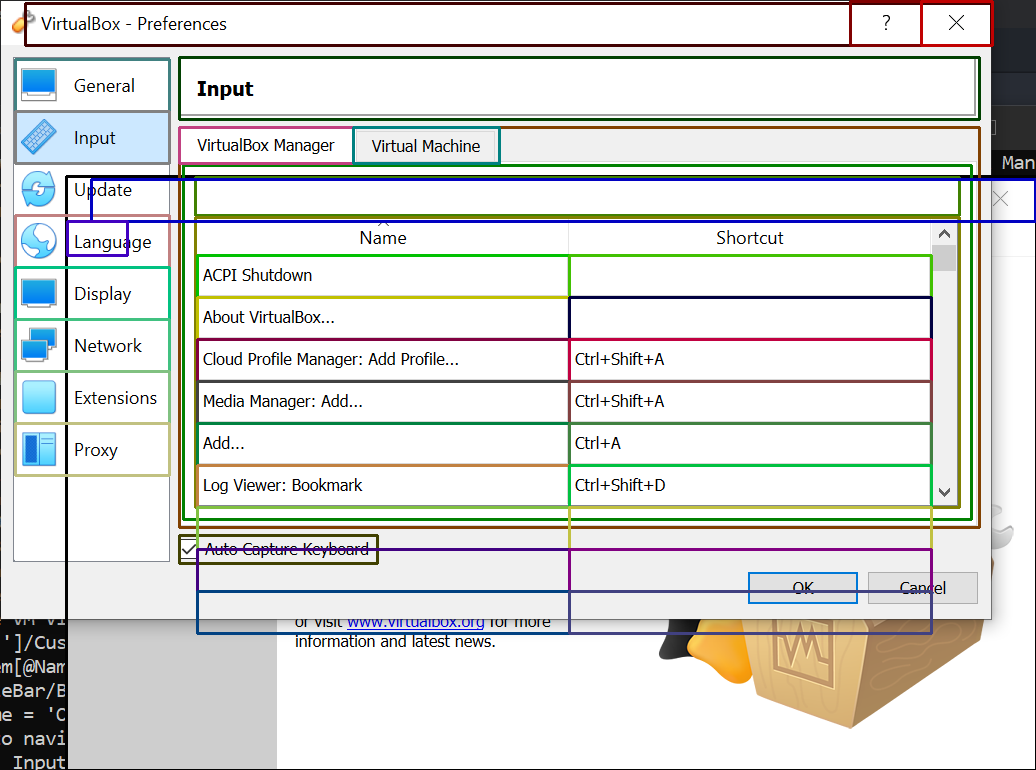 VirtualBox - Preferences
?
General
Input
Update
Language
Display
Network
Extensions
Proxy
Input
VirtualBox Manager
Virtual Machine
Name Shortcut
ACPI Shutdown
About VirtualBox...
Cloud Profile Manager: Add Profile... Ctrl+Shift+A
Media Manager: Add... Ctrl+Shift+A
Add... Ctrl+A
Log Viewer: Bookmark Ctrl+Shift+D
Auto Capture Keyboard
OK
Cancel
Man
or visit www.virtualbox.org for more
information and latest news.
']/Cus
em[@Nam
eBar/B
me = 'C
to navi
Input